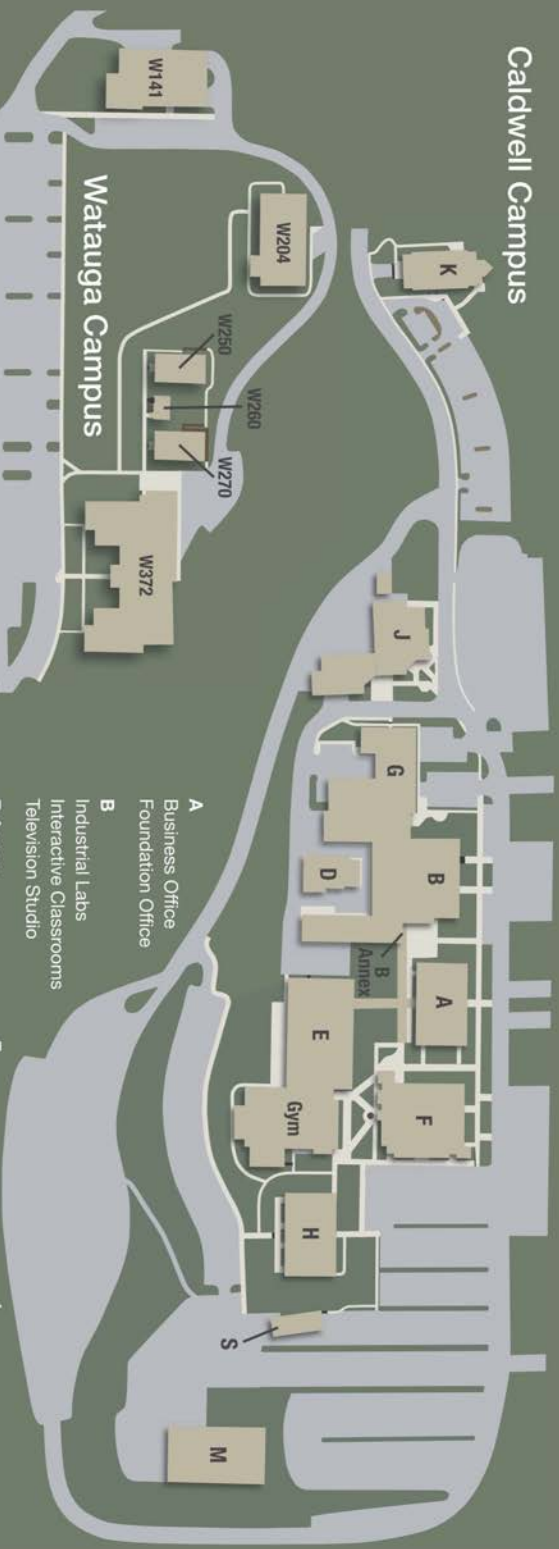 Caldwell Campus
K
J
G
B
D
B
Annex
A
E
F
Gym
H
S
M
W141
W204
W250
W260
W270
W372
Watauga Campus
A
Business Office
Foundation Office
B
Industrial Labs
Interactive Classrooms
Television Studio